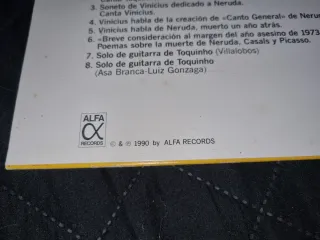 3. Soneto de Vinicius dedicado a Neruda.
Canta Vinicius.
4. Vinicius habla de la creación de «Canto General» de Neru
5. Vinicius habla de Neruda, muerto un año atrás.
6. «Breve consideración al margen del año asesino de 1973
Poemas sobre la muerte de Neruda, Casals y Picasso.
7. Solo de guitarra de Toquinho (Villalobos)
8. Solo de guitarra de Toquinho
(Asa Branca-Luiz Gonzaga)
ALFA
α
RECORDS
© & ℗ 1990 by ALFA RECORDS